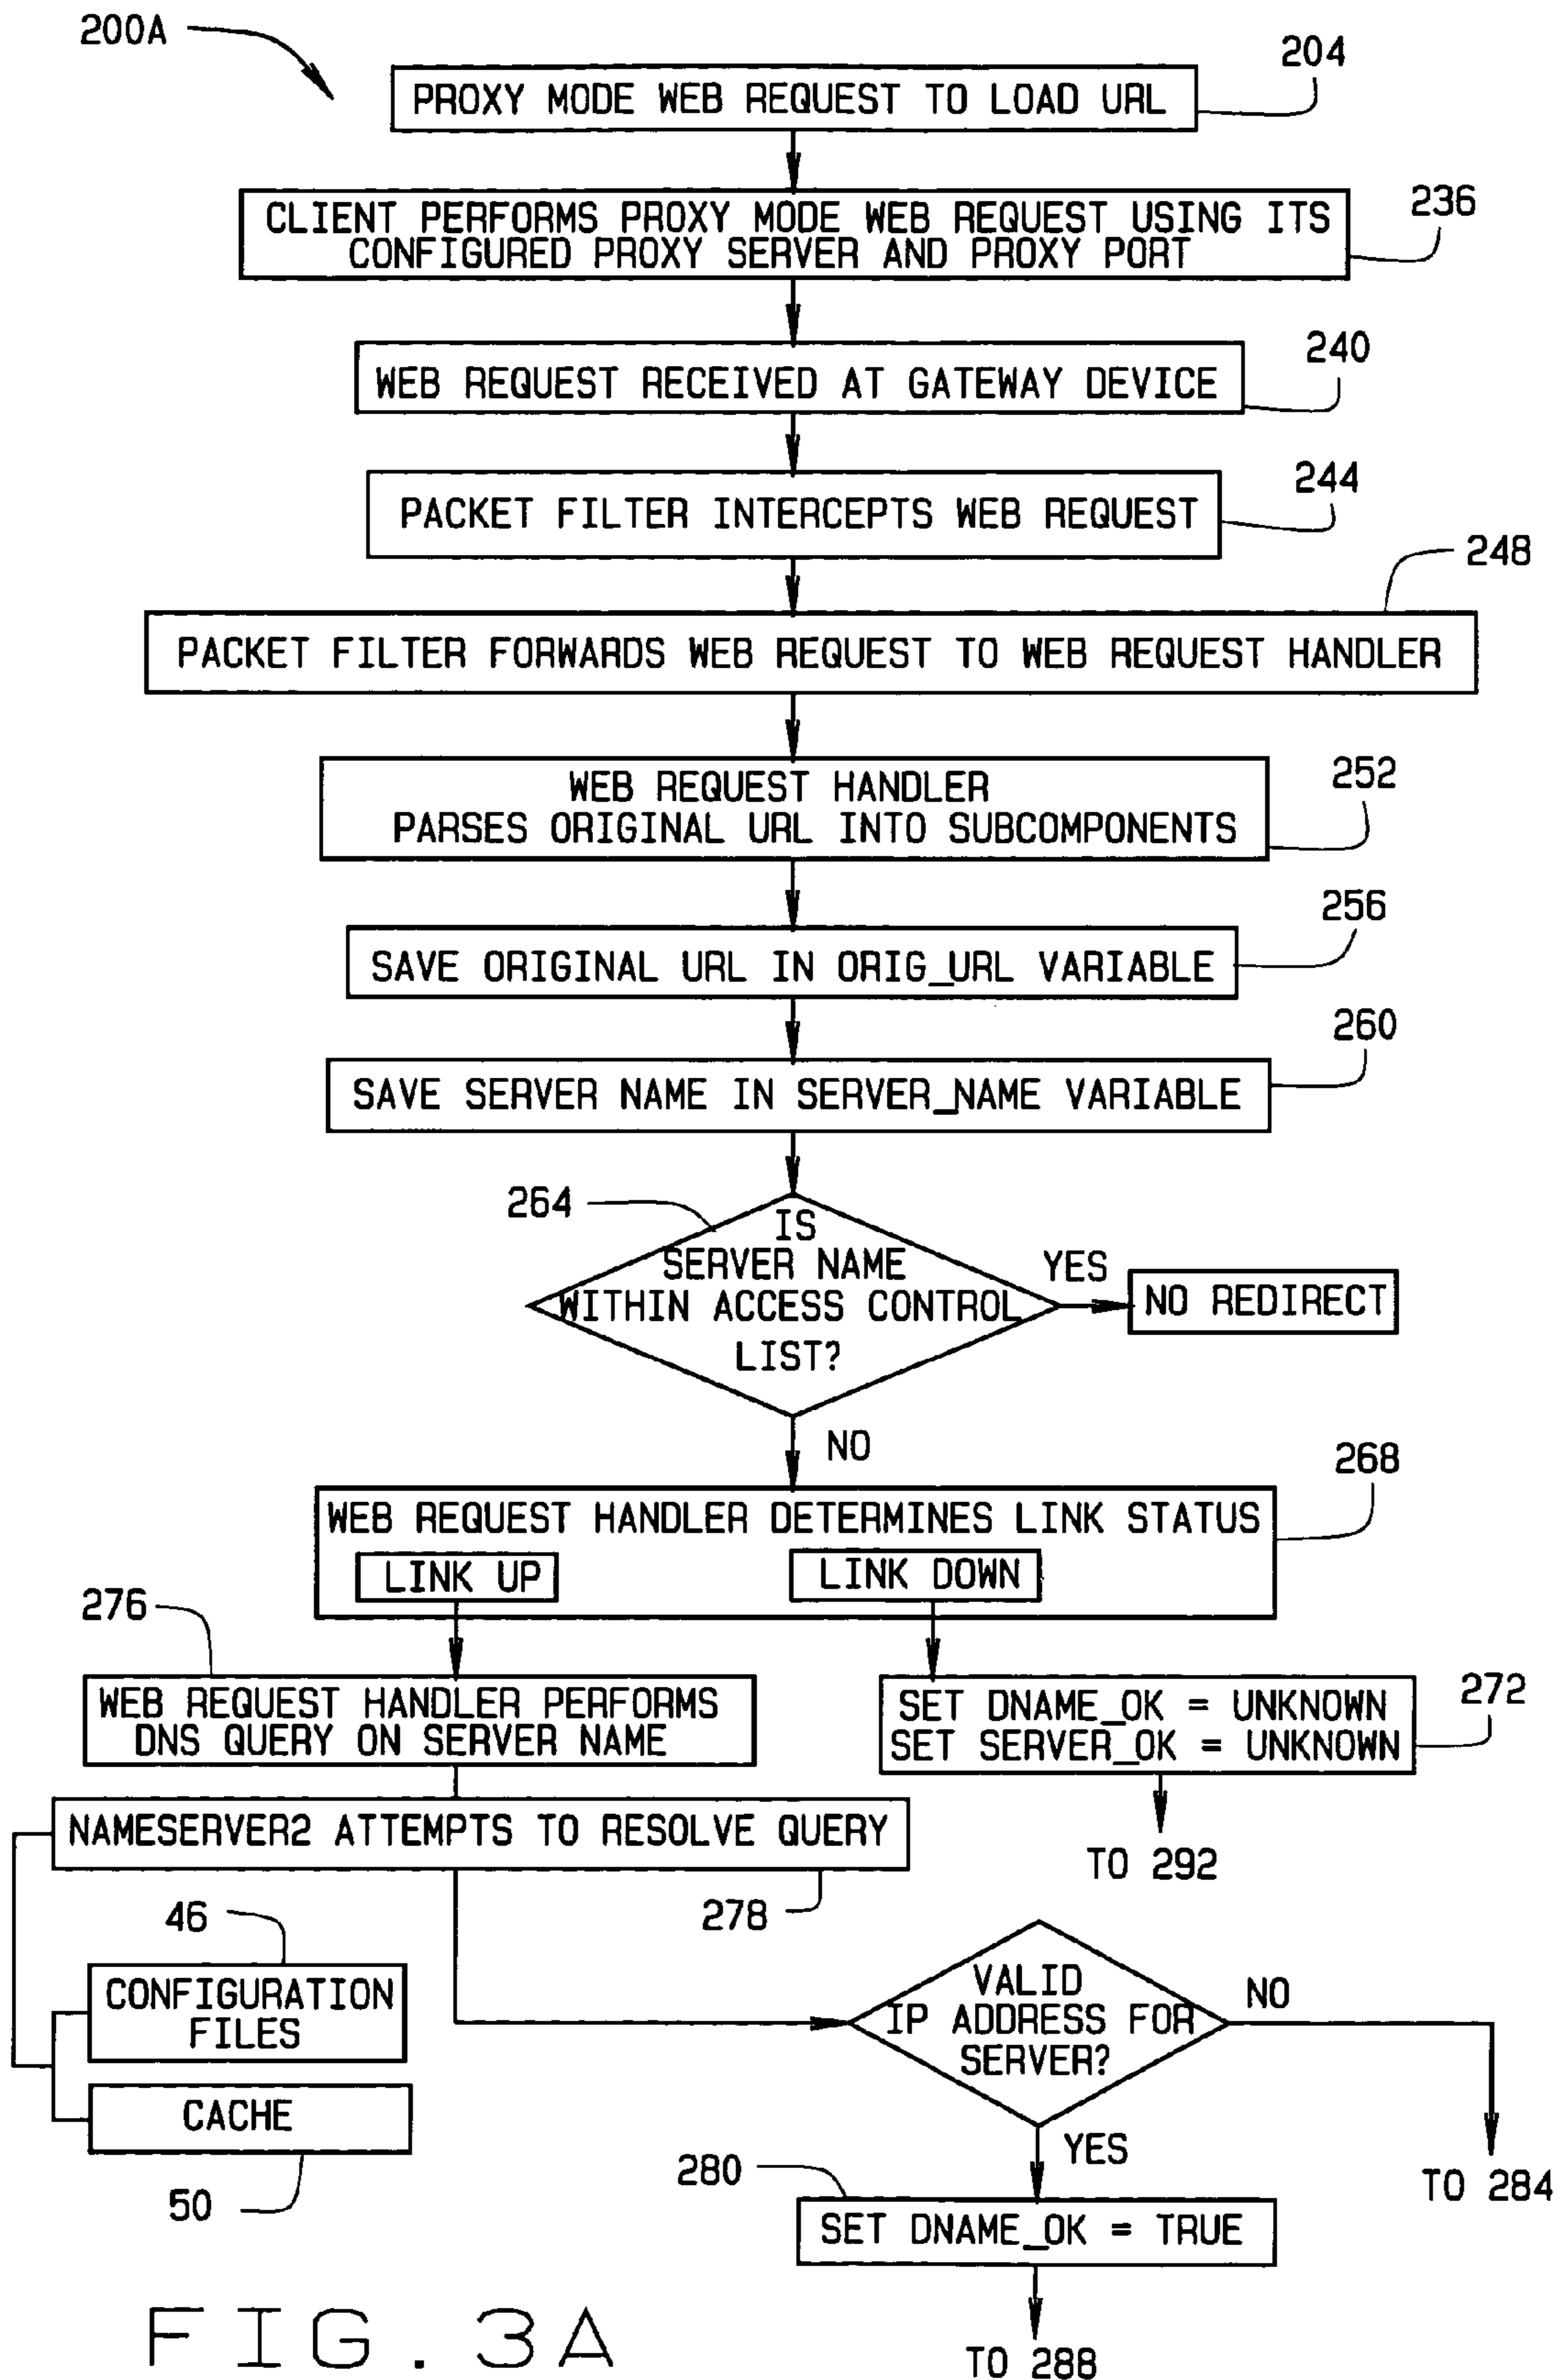 200A
204
PROXY MODE WEB REQUEST TO LOAD URL
236
CLIENT PERFORMS PROXY MODE WEB REQUEST USING ITS
CONFIGURED PROXY SERVER AND PROXY PORT
240
WEB REQUEST RECEIVED AT GATEWAY DEVICE
244
PACKET FILTER INTERCEPTS WEB REQUEST
248
PACKET FILTER FORWARDS WEB REQUEST TO WEB REQUEST HANDLER
252
WEB REQUEST HANDLER
PARSES ORIGINAL URL INTO SUBCOMPONENTS
256
SAVE ORIGINAL URL IN ORIG_URL VARIABLE
260
SAVE SERVER NAME IN SERVER_NAME VARIABLE
264
IS
SERVER NAME
WITHIN ACCESS CONTROL
LIST?
YES
NO REDIRECT
NO
268
WEB REQUEST HANDLER DETERMINES LINK STATUS
LINK UP
LINK DOWN
276
WEB REQUEST HANDLER PERFORMS
DNS QUERY ON SERVER NAME
SET DNAME_OK = UNKNOWN
SET SERVER_OK = UNKNOWN
272
TO 292
NAMESERVER2 ATTEMPTS TO RESOLVE QUERY
278
46
CONFIGURATION
FILES
CACHE
50
VALID
IP ADDRESS FOR
SERVER?
NO
TO 284
YES
280
SET DNAME_OK = TRUE
TO 288
FIG. 3A